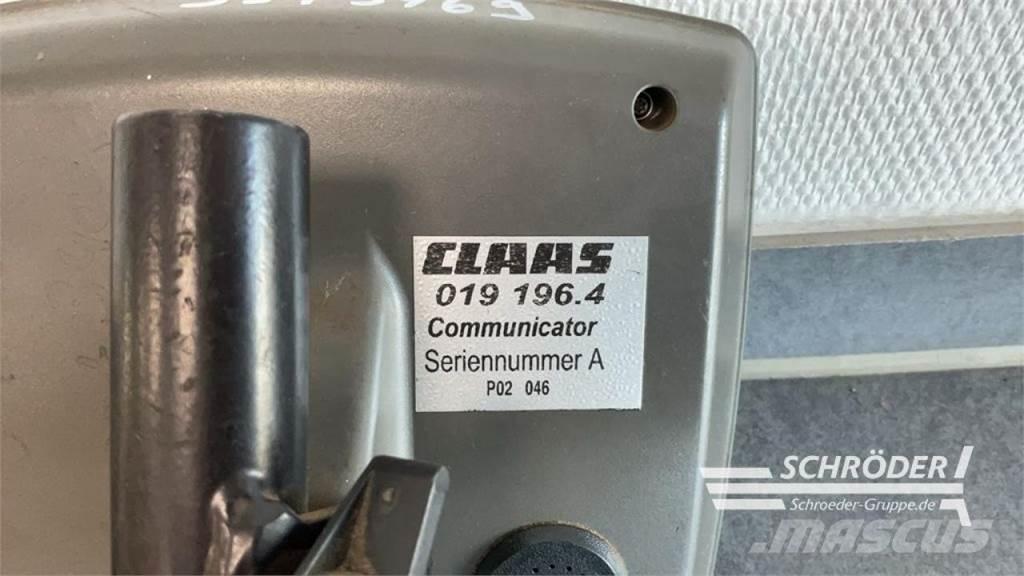 CLAAS
019 196.4
Communicator
Seriennummer A
P02 046
SCHRÖDER
Schroeder-Gruppe.de
mascus